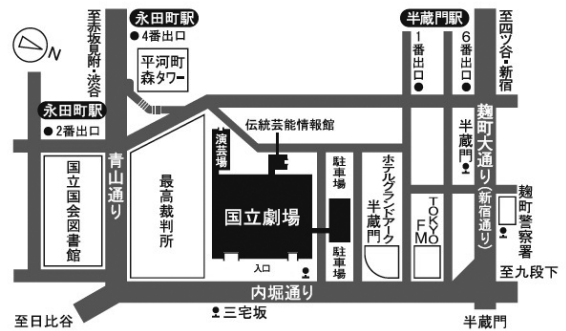 至赤坂見附・渋谷
永田町駅
●4番出口
平河町
森タワー
半蔵門駅
1番出口●
6番出口●
至四ツ谷・新宿
N
永田町駅
●2番出口
青山通り
国立国会図書館
最高裁判所
演芸場
伝統芸能情報館
国立劇場
入口
駐車場
駐車場
ホテルグランドアーク
半蔵門
TOKYO
FM
半蔵門
麹町大通り(新宿通り)
麹町警察署
至九段下
内堀通り
三宅坂
至日比谷
半蔵門